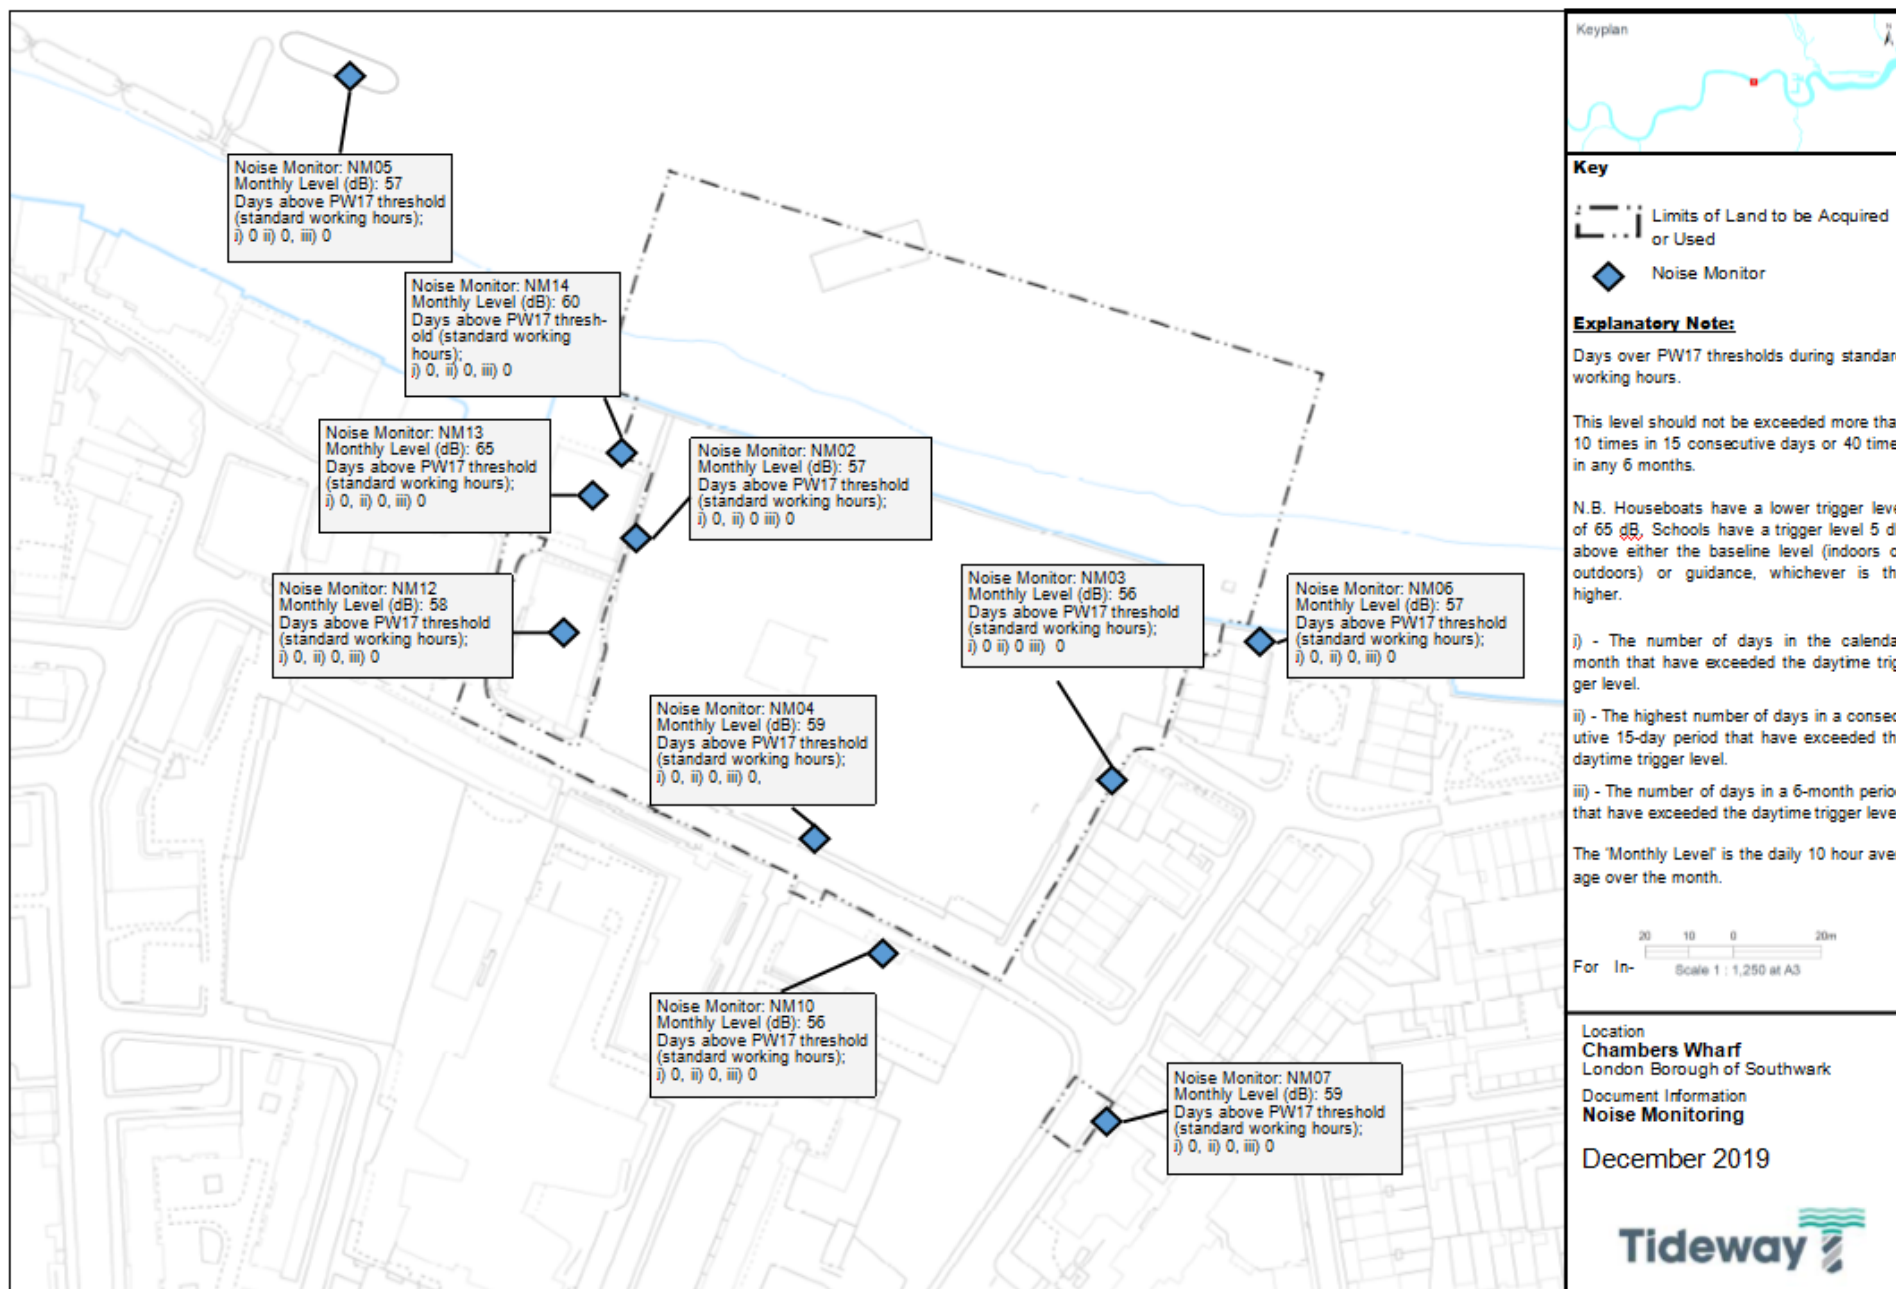 Noise Monitor: NM05
Monthly Level (dB): 57
Days above PW17 threshold
(standard working hours);
i) 0 ii) 0, iii) 0
Noise Monitor: NM14
Monthly Level (dB): 60
Days above PW17 thresh-
old (standard working
hours);
i) 0, ii) 0, iii) 0
Noise Monitor: NM13
Monthly Level (dB): 65
Days above PW17 threshold
(standard working hours);
i) 0, ii) 0, iii) 0
Noise Monitor: NM02
Monthly Level (dB): 57
Days above PW17 threshold
(standard working hours);
i) 0, ii) 0 iii) 0
Noise Monitor: NM12
Monthly Level (dB): 58
Days above PW17 threshold
(standard working hours);
i) 0, ii) 0, iii) 0
Noise Monitor: NM03
Monthly Level (dB): 56
Days above PW17 threshold
(standard working hours);
i) 0 ii) 0 iii) 0
Noise Monitor: NM06
Monthly Level (dB): 57
Days above PW17 threshold
(standard working hours);
i) 0, ii) 0, iii) 0
Noise Monitor: NM04
Monthly Level (dB): 59
Days above PW17 threshold
(standard working hours);
i) 0, ii) 0, iii) 0,
Noise Monitor: NM10
Monthly Level (dB): 56
Days above PW17 threshold
(standard working hours);
i) 0, ii) 0, iii) 0
Noise Monitor: NM07
Monthly Level (dB): 59
Days above PW17 threshold
(standard working hours);
i) 0, ii) 0, iii) 0
Keyplan
N
Key
Limits of Land to be Acquired
or Used
Noise Monitor
Explanatory Note:
Days over PW17 thresholds during standar
working hours.
This level should not be exceeded more tha
10 times in 15 consecutive days or 40 time
in any 6 months.
N.B. Houseboats have a lower trigger leve
of 65 dB, Schools have a trigger level 5 d
above either the baseline level (indoors o
outdoors) or guidance, whichever is th
higher.
i) - The number of days in the calenda
month that have exceeded the daytime trig
ger level.
ii) - The highest number of days in a consec
utive 15-day period that have exceeded th
daytime trigger level.
iii) - The number of days in a 6-month perio
that have exceeded the daytime trigger leve
The 'Monthly Level' is the daily 10 hour aver
age over the month.
20 10 0 20m
For In-
Scale 1 : 1,250 at A3
Location
Chambers Wharf
London Borough of Southwark
Document Information
Noise Monitoring
December 2019
Tideway